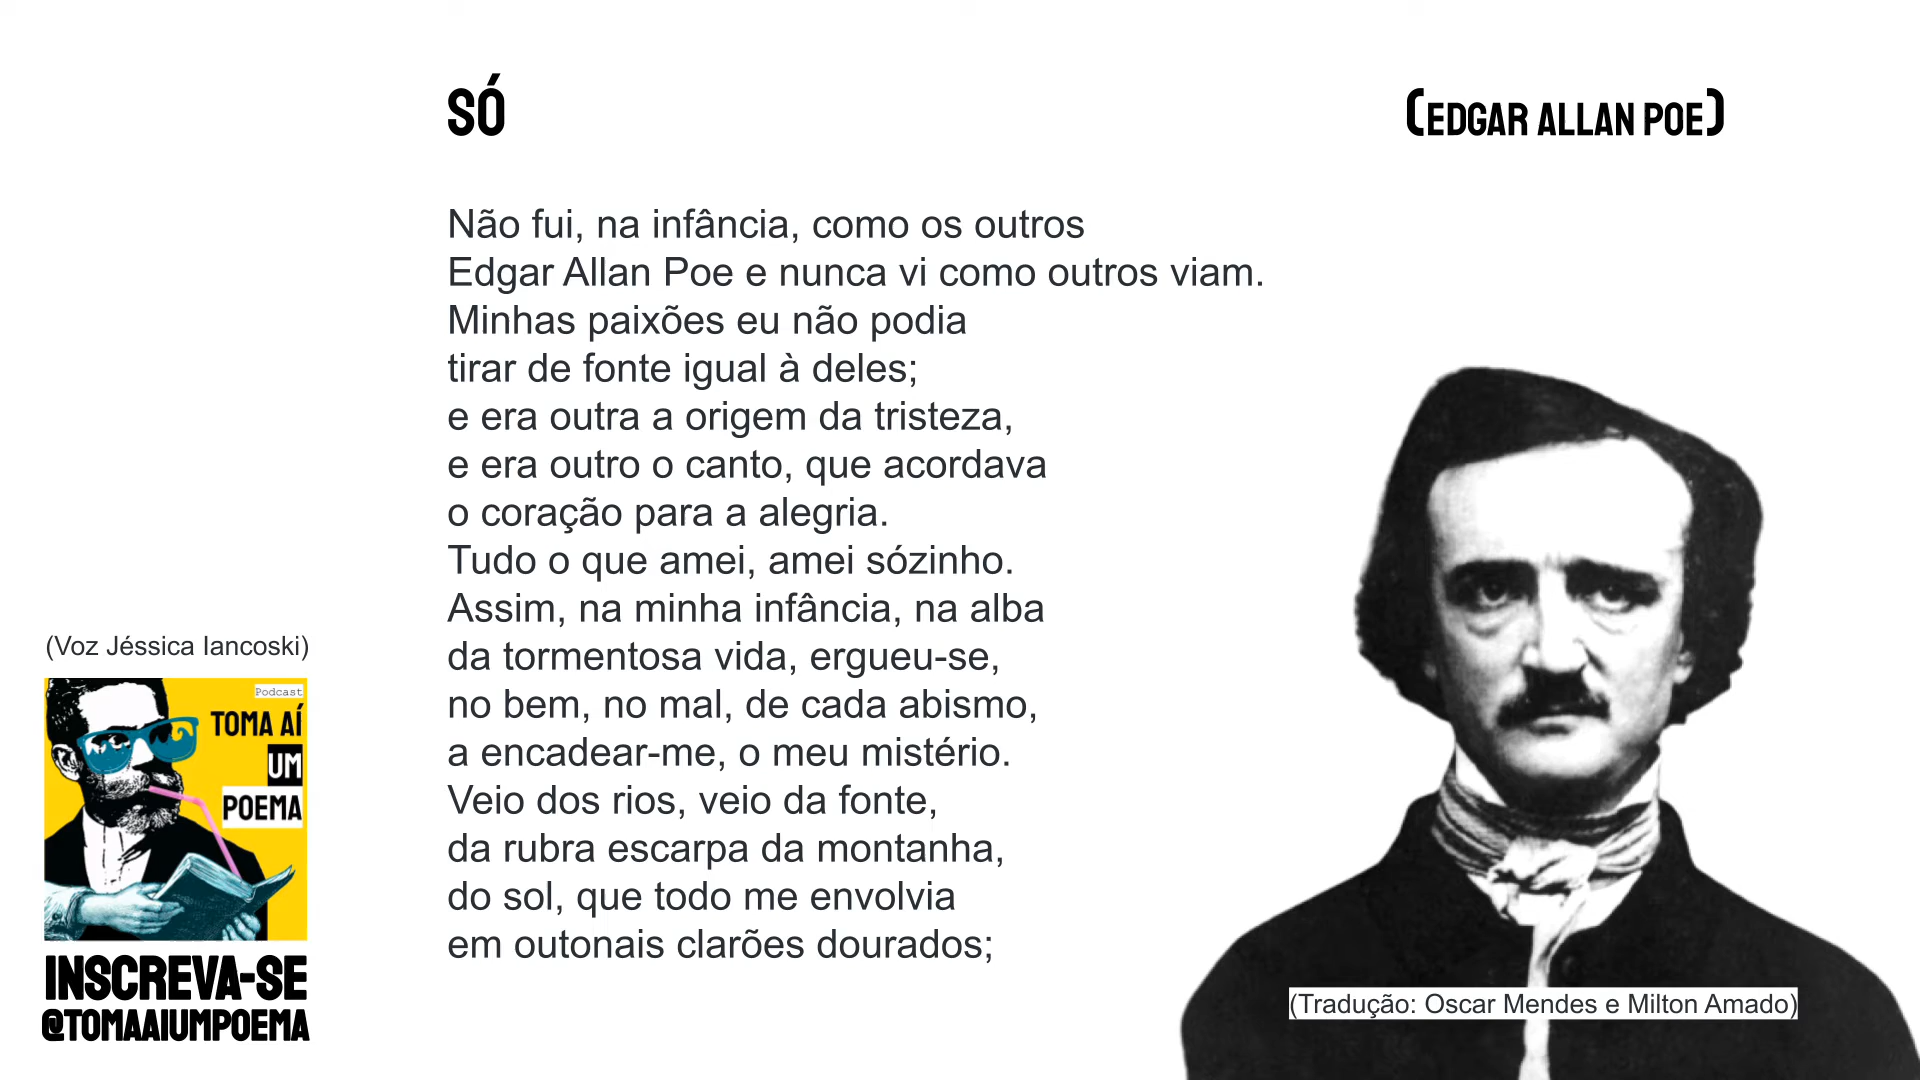 SÓ
(EDGAR ALLAN POE)
Não fui, na infância, como os outros
Edgar Allan Poe e nunca vi como outros viam.
Minhas paixões eu não podia
tirar de fonte igual à deles;
e era outra a origem da tristeza,
e era outro o canto, que acordava
o coração para a alegria.
Tudo o que amei, amei sózinho.
Assim, na minha infância, na alba
da tormentosa vida, ergueu-se,
no bem, no mal, de cada abismo,
a encadear-me, o meu mistério.
Veio dos rios, veio da fonte,
da rubra escarpa da montanha,
do sol, que todo me envolvia
em outonais clarões dourados;
(Voz Jéssica Iancoski)
Podcast
TOMA AÍ
UM
POEMA
INSCREVA-SE
@TOMAAIUMPOEMA
(Tradução: Oscar Mendes e Milton Amado)